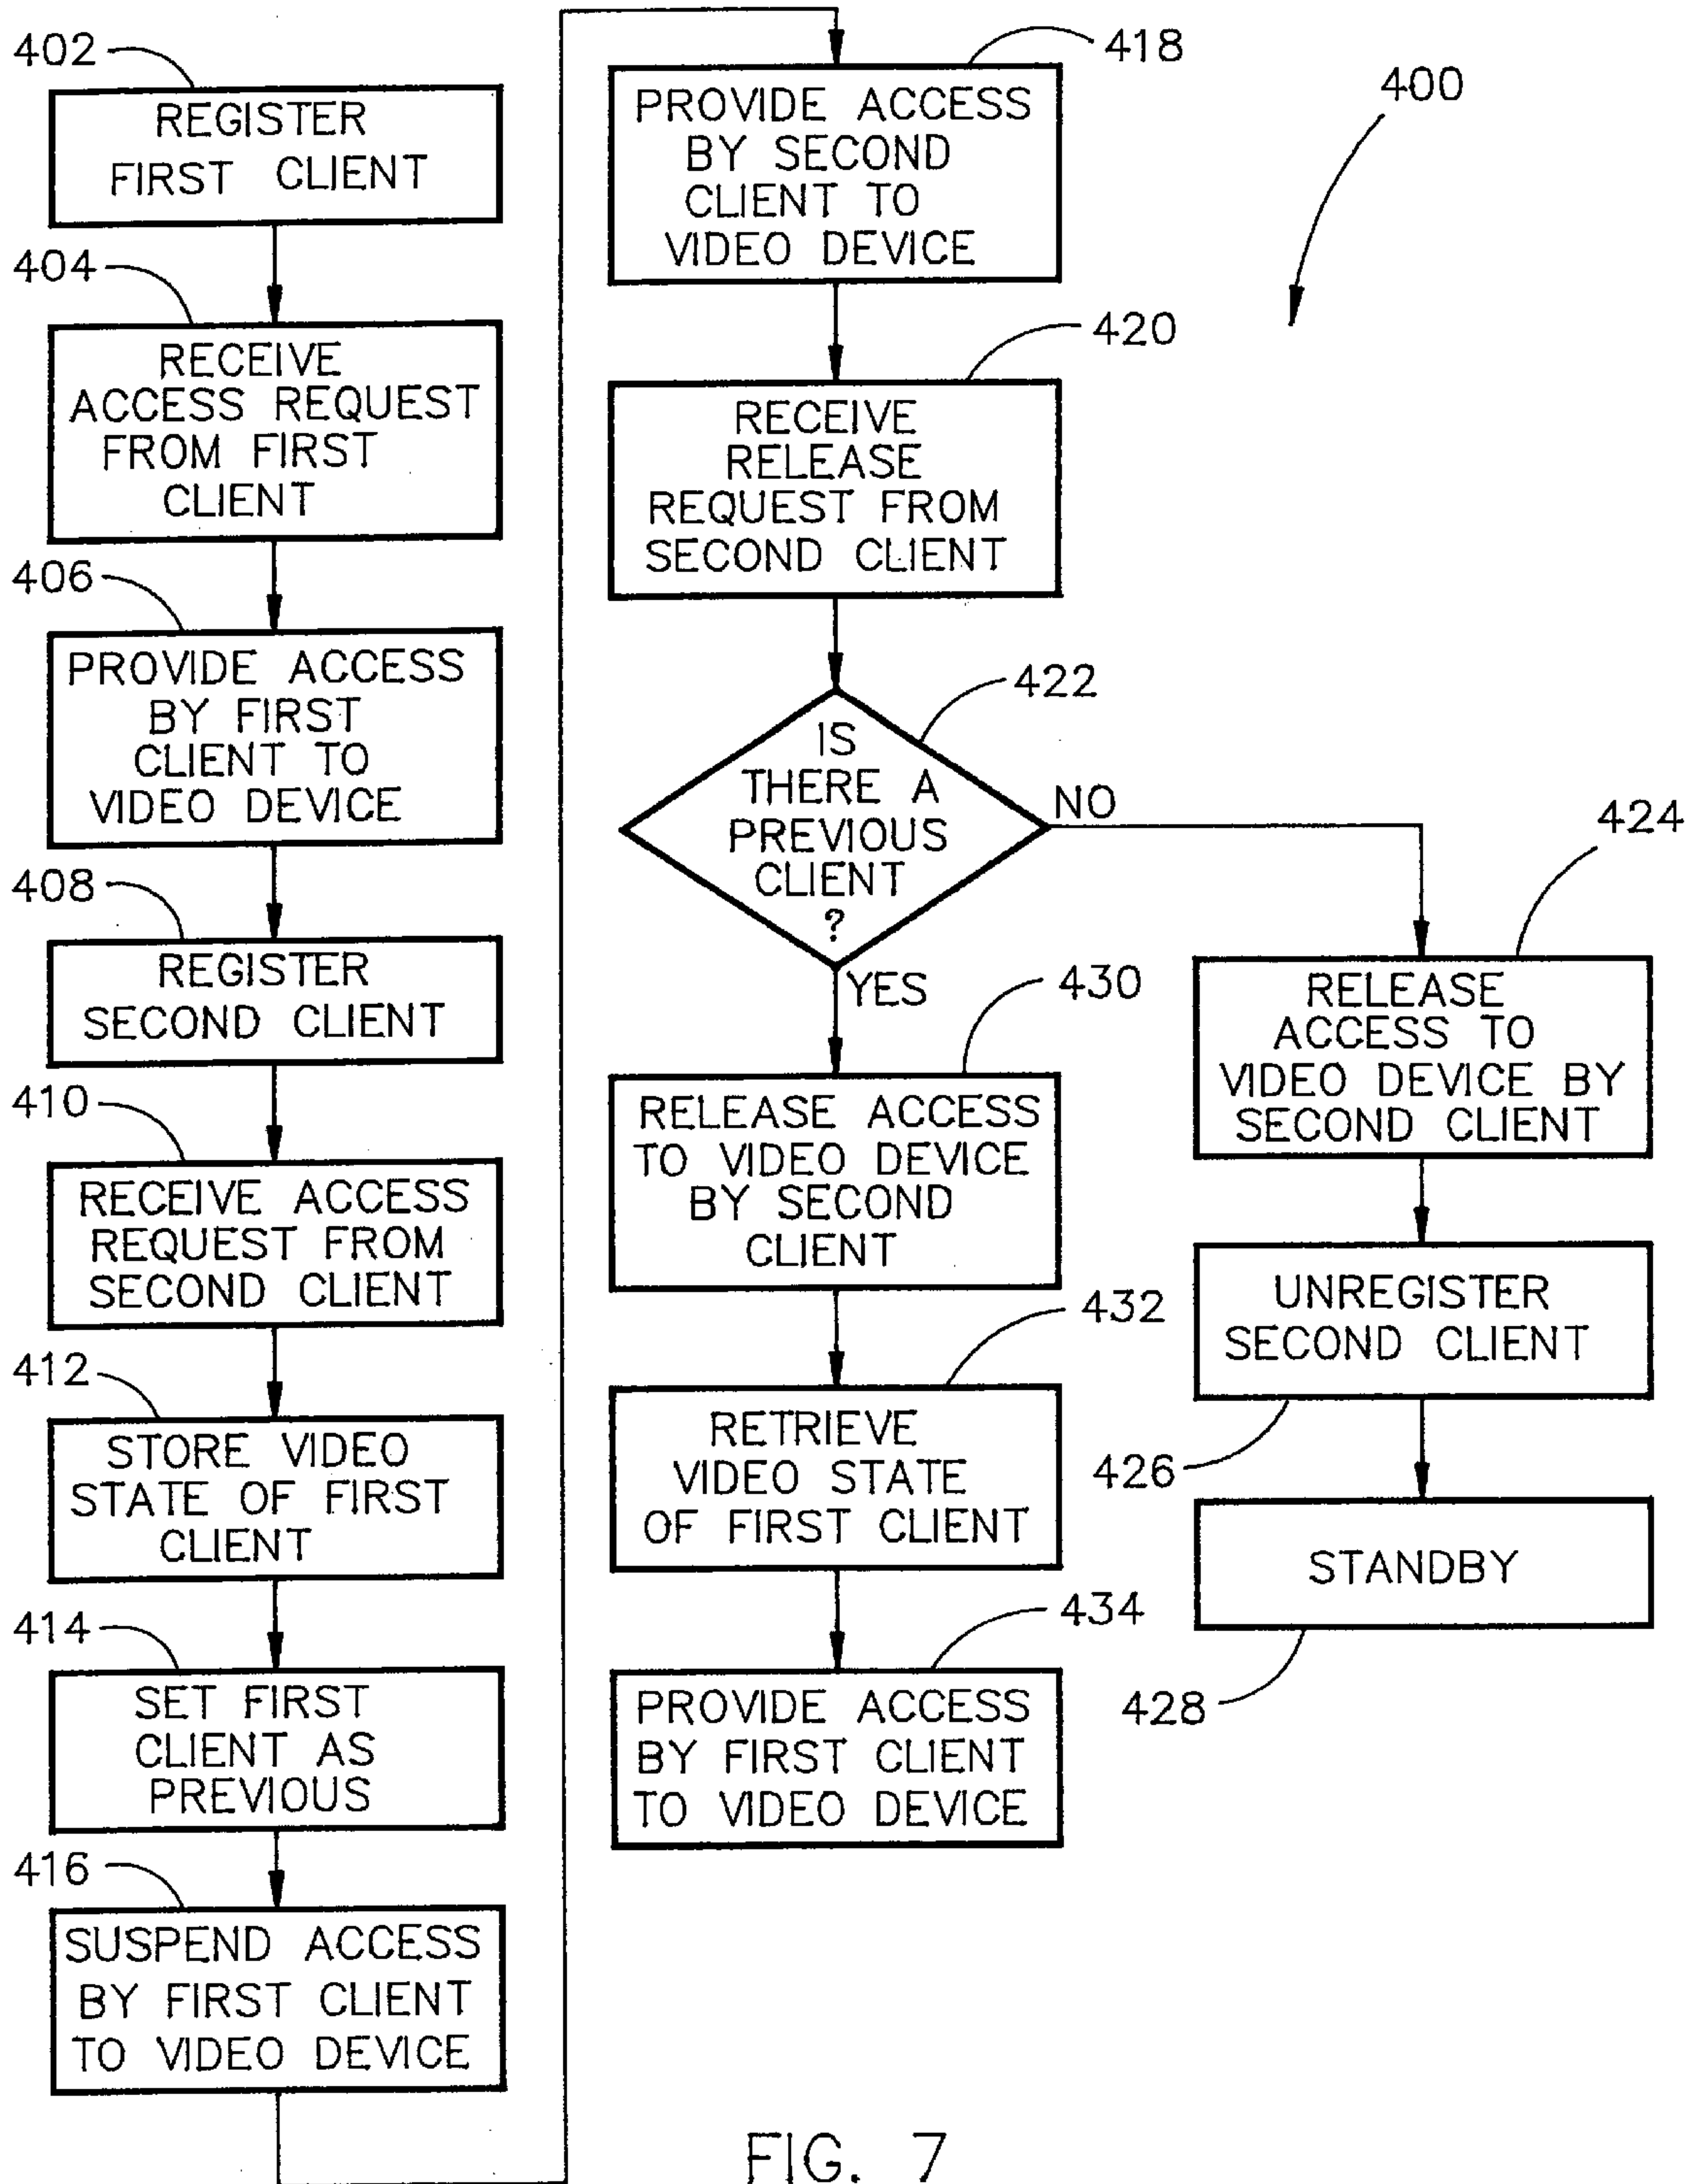 402
REGISTER
FIRST CLIENT
404
RECEIVE
ACCESS REQUEST
FROM FIRST
CLIENT
406
PROVIDE ACCESS
BY FIRST
CLIENT TO
VIDEO DEVICE
408
REGISTER
SECOND CLIENT
410
RECEIVE ACCESS
REQUEST FROM
SECOND CLIENT
412
STORE VIDEO
STATE OF FIRST
CLIENT
414
SET FIRST
CLIENT AS
PREVIOUS
416
SUSPEND ACCESS
BY FIRST CLIENT
TO VIDEO DEVICE
418
PROVIDE ACCESS
BY SECOND
CLIENT TO
VIDEO DEVICE
400
420
RECEIVE
RELEASE
REQUEST FROM
SECOND CLIENT
422
IS
THERE A
PREVIOUS
CLIENT
?
NO
YES
430
RELEASE ACCESS
TO VIDEO DEVICE
BY SECOND
CLIENT
432
RETRIEVE
VIDEO STATE
OF FIRST CLIENT
434
PROVIDE ACCESS
BY FIRST CLIENT
TO VIDEO DEVICE
424
RELEASE
ACCESS TO
VIDEO DEVICE BY
SECOND CLIENT
UNREGISTER
SECOND CLIENT
426
STANDBY
428
FIG. 7